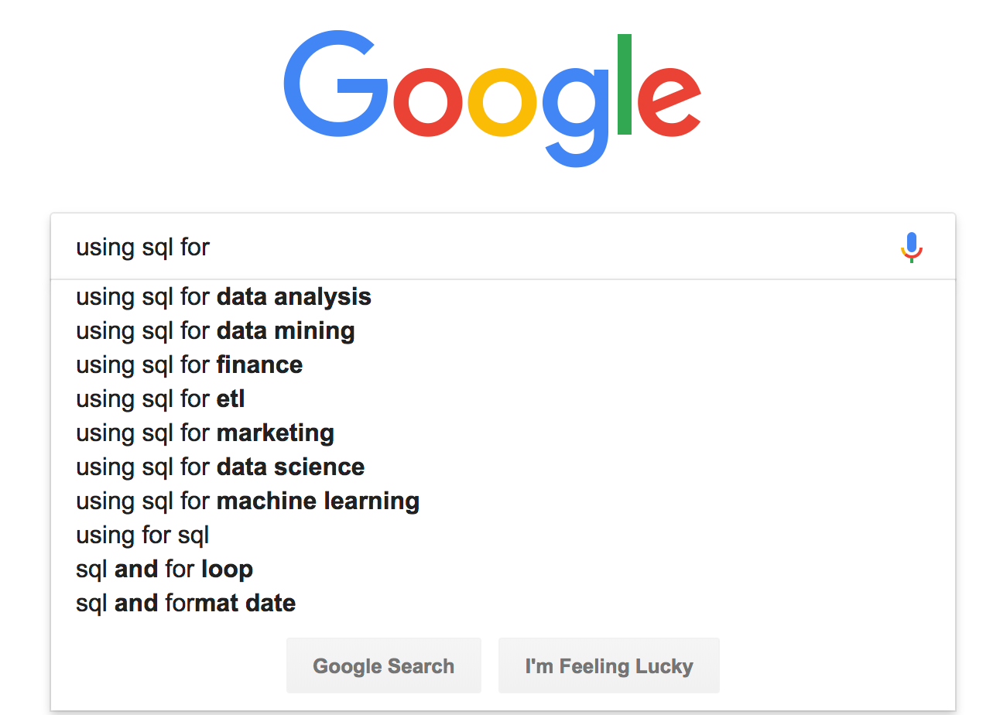 Google
using sql for
using sql for data analysis
using sql for data mining
using sql for finance
using sql for etl
using sql for marketing
using sql for data science
using sql for machine learning
using for sql
sql and for loop
sql and format date
Google Search
I'm Feeling Lucky